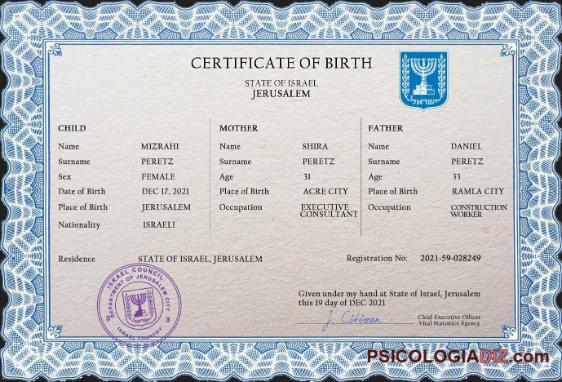 CERTIFICATE OF BIRTH
STATE OF ISRAEL
JERUSALEM
ישראל
CHILD
Name MIZRAHI
Surname PERETZ
Sex FEMALE
Date of Birth DEC 17, 2021
Place of Birth JERUSALEM
Nationality ISRAELI
MOTHER
Name SHIRA
Surname PERETZ
Age 31
Place of Birth ACRE CITY
Occupation EXECUTIVE
CONSULTANT
FATHER
Name DANIEL
Surname PERETZ
Age 33
Place of Birth RAMLA CITY
Occupation CONSTRUCTION
WORKER
Residence STATE OF ISRAEL, JERUSALEM
Registration No: 2021-59-028249
ISRAEL COUNCIL
DEPARTMENT OF JERUSALEM CITY
Given under my hand at State of Israel, Jerusalem
this 19 day of DEC 2021
J. Citizen
Chief Executive Officer
Vital Statistics Agency
PSICOLOGIADIZ.com